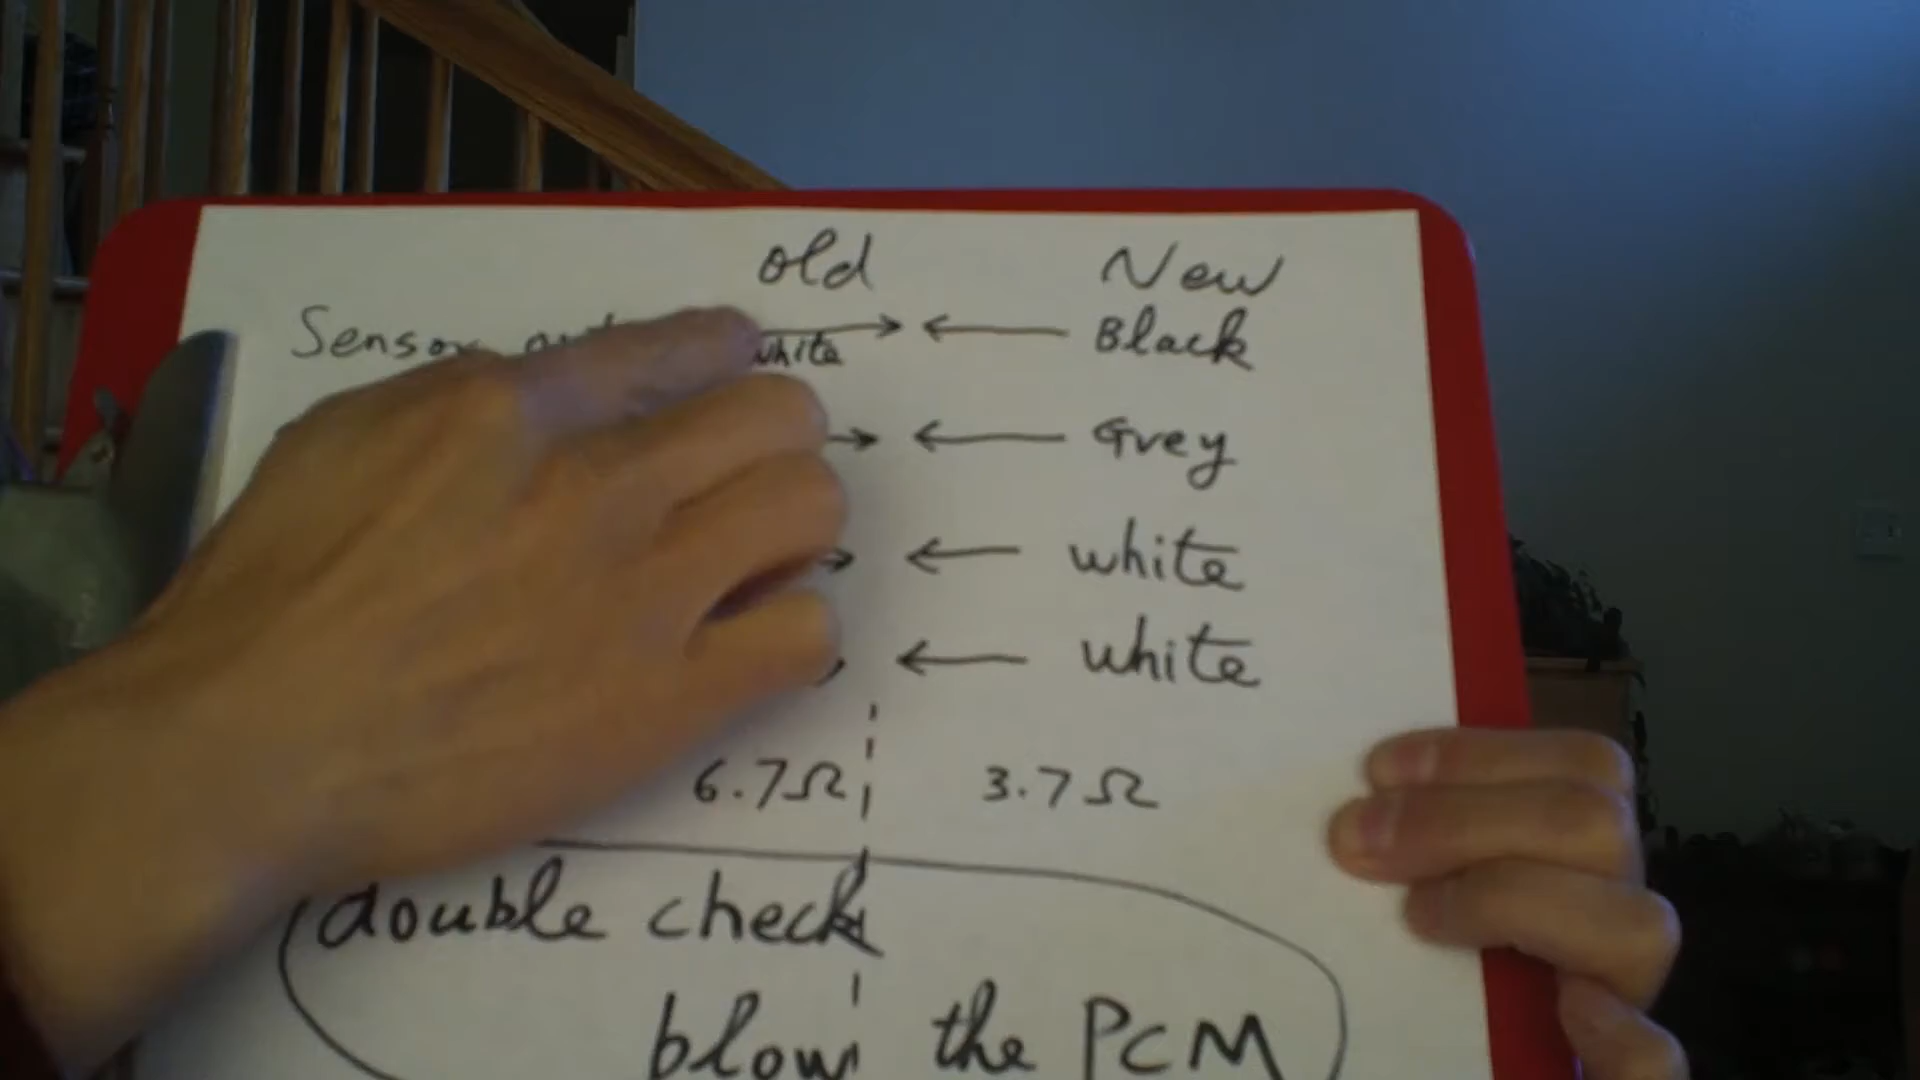 old New
Sensor white Black
Grey
white
white
6.7Ω 3.7Ω
double check
blow the PCM